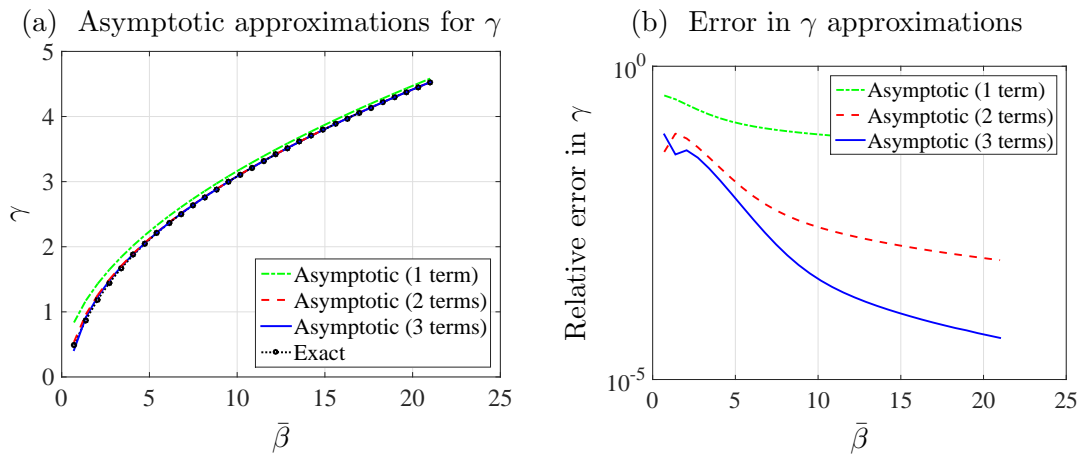 (a) Asymptotic approximations for γ
γ
5
4
3
2
1
0
0 5 10 15 20 25
β̄
Asymptotic (1 term)
Asymptotic (2 terms)
Asymptotic (3 terms)
Exact
(b) Error in γ approximations
Relative error in γ
10^0
10^-5
0 5 10 15 20 25
β̄
Asymptotic (1 term)
Asymptotic (2 terms)
Asymptotic (3 terms)